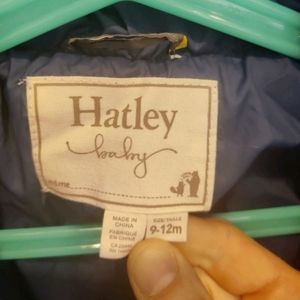 Hatley
baby
MADE IN
CHINA
FABRIQUÉ
EN CHINE
SIZE/TAILLE
9-12m